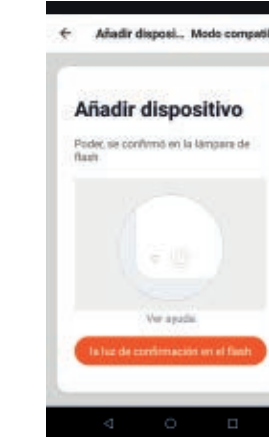 ← Añadir disposi... Modo compatil
Añadir dispositivo
Poder, se confirmó en la lámpara de
flash
Ver ayuda
la luz de confirmación en el flash